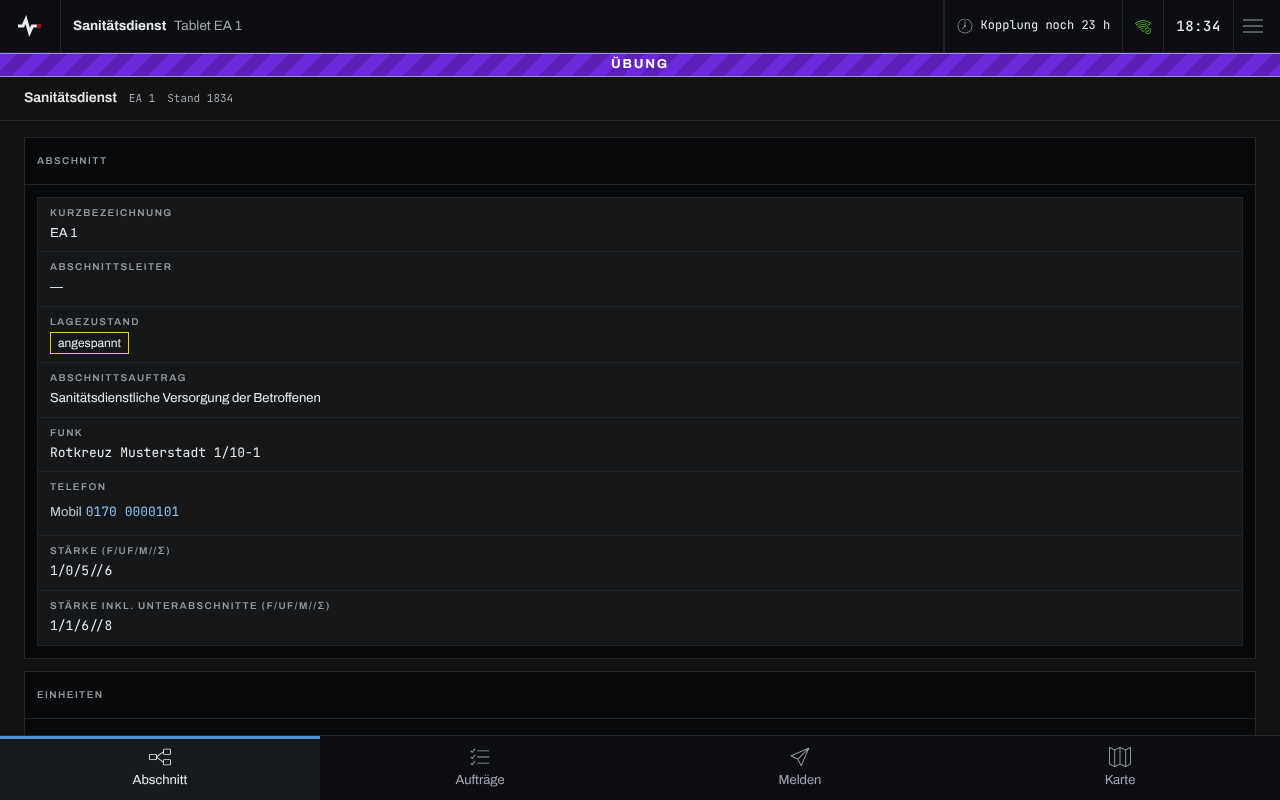 Sanitätsdienst Tablet EA 1
Kopplung noch 23 h
18:34
ÜBUNG
Sanitätsdienst EA 1 Stand 1834
ABSCHNITT
KURZBEZEICHNUNG
EA 1
ABSCHNITTSLEITER
—
LAGEZUSTAND
angespannt
ABSCHNITTSAUFTRAG
Sanitätsdienstliche Versorgung der Betroffenen
FUNK
Rotkreuz Musterstadt 1/10-1
TELEFON
Mobil 0170 0000101
STÄRKE (F/UF/M//Σ)
1/0/5//6
STÄRKE INKL. UNTERABSCHNITTE (F/UF/M//Σ)
1/1/6//8
EINHEITEN
Abschnitt
Aufträge
Melden
Karte